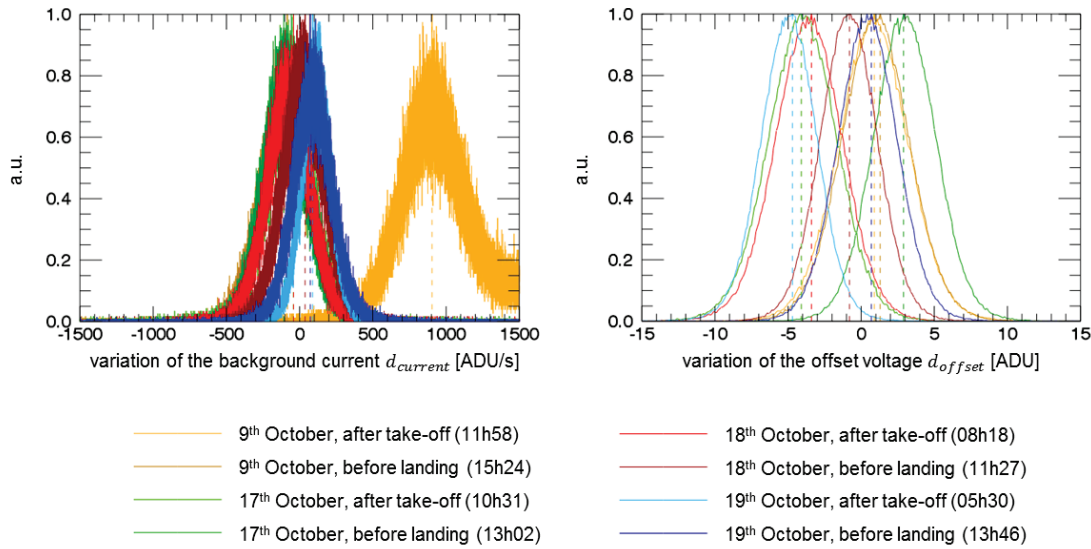 1.0
0.8
0.6
0.4
0.2
0.0
a.u.
-1500 -1000 -500 0 500 1000 1500
variation of the background current d_current [ADU/s]
1.0
0.8
0.6
0.4
0.2
0.0
a.u.
-15 -10 -5 0 5 10 15
variation of the offset voltage d_offset [ADU]
9th October, after take-off (11h58)
9th October, before landing (15h24)
17th October, after take-off (10h31)
17th October, before landing (13h02)
18th October, after take-off (08h18)
18th October, before landing (11h27)
19th October, after take-off (05h30)
19th October, before landing (13h46)